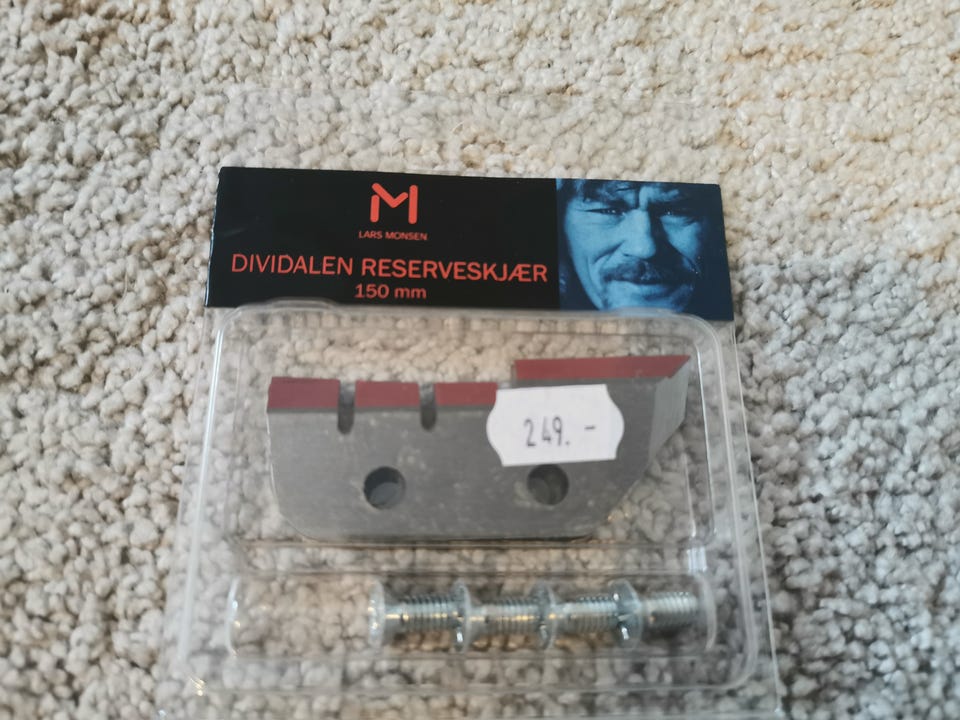 M
LARS MONSEN
DIVIDALEN RESERVESKJÆR
150 mm
249.-